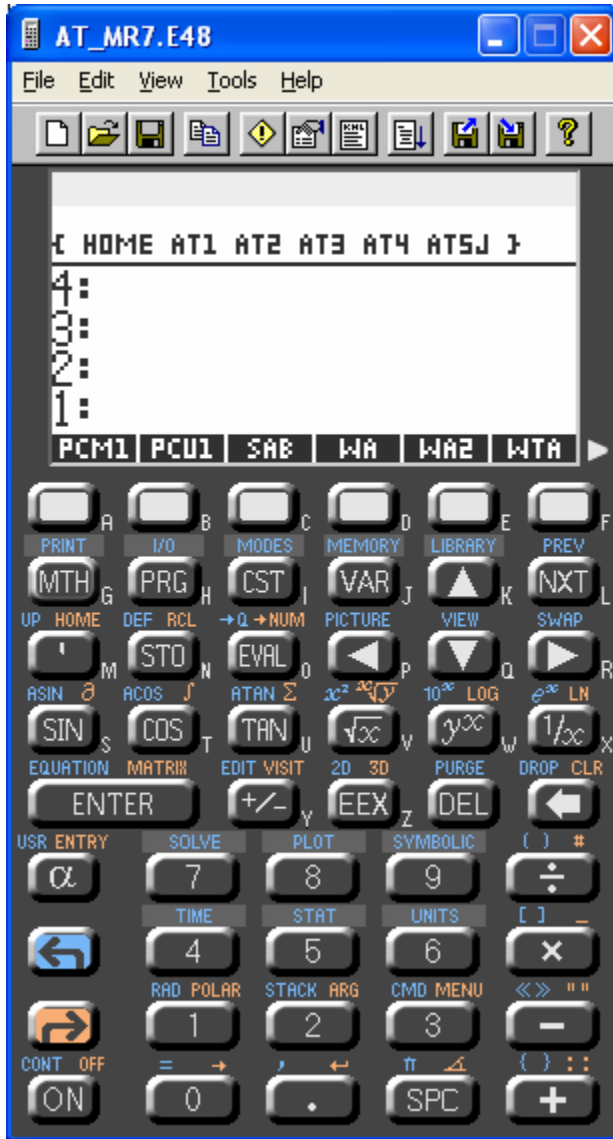 AT_MR7.E48
File Edit View Tools Help
KML
{ HOME AT1 AT2 AT3 AT4 AT5J }
4:
3:
2:
1:
PCM1 PCU1 SAB WA WA2 WTA
A B C D E F
PRINT I/O MODES MEMORY LIBRARY PREV
MTH G PRG H CST I VAR J K NXT L
UP HOME DEF RCL →Q →NUM PICTURE VIEW SWAP
' M STO N EVAL O P Q R
ASIN ∂ ACOS ∫ ATAN Σ x² ˣ√y 10ˣ LOG eˣ LN
SIN S COS T TAN U √x V yˣ W 1/x X
EQUATION MATRIX EDIT VISIT 2D 3D PURGE DROP CLR
ENTER +/- Y EEX Z DEL
USR ENTRY SOLVE PLOT SYMBOLIC ( ) #
α 7 8 9 ÷
TIME STAT UNITS [ ] _
4 5 6 ×
RAD POLAR STACK ARG CMD MENU « » " "
1 2 3 −
CONT OFF = → , ↵ π ∡ { } : :
ON 0 . SPC +